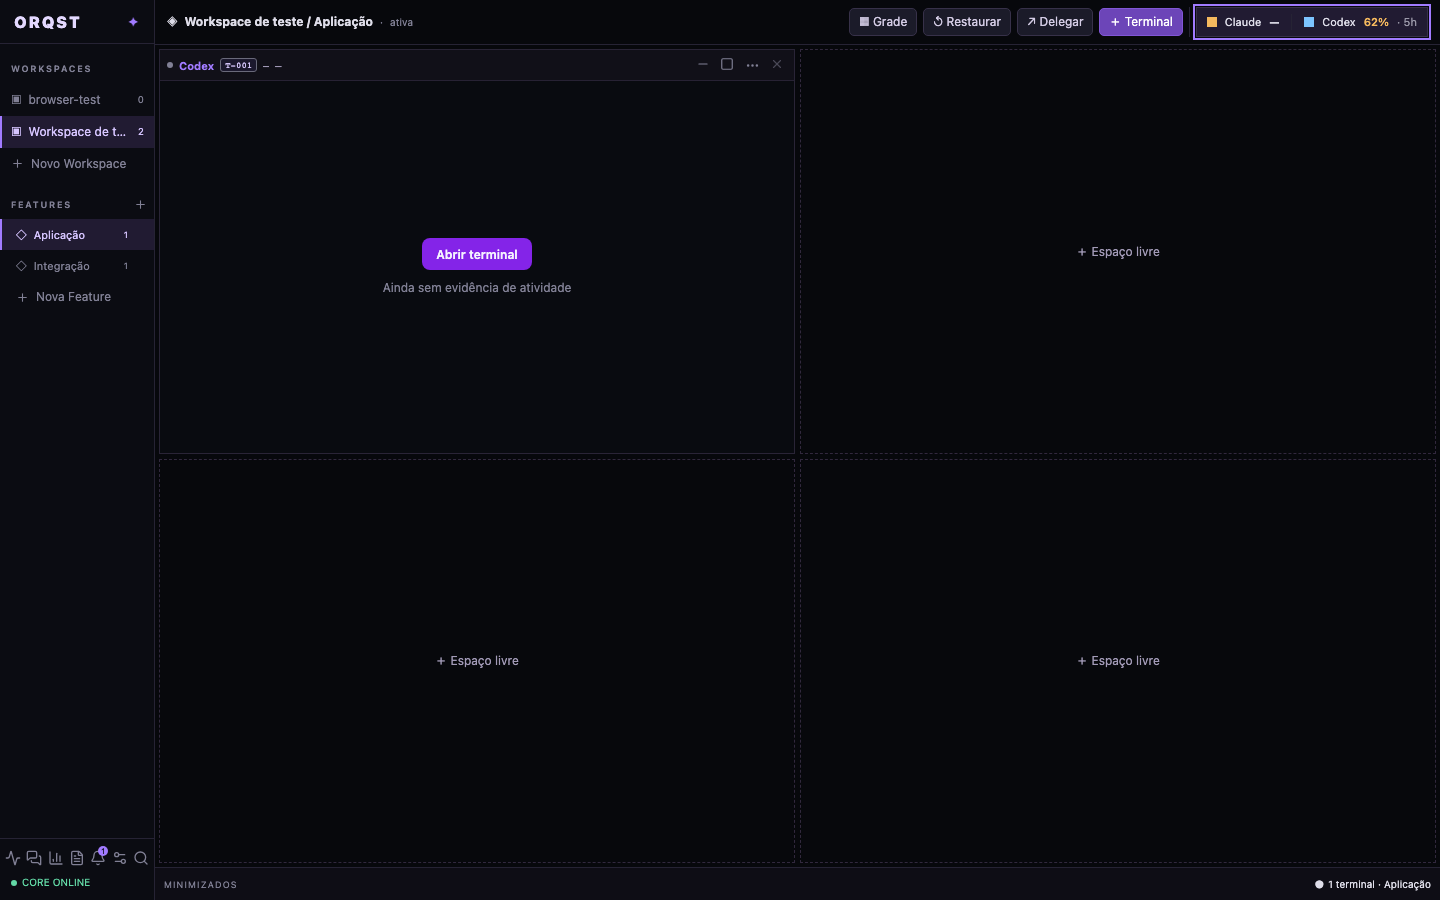 ORQST
Workspace de teste / Aplicação · ativa
Grade
Restaurar
Delegar
+ Terminal
Claude —
Codex 62% · 5h
WORKSPACES
browser-test 0
Workspace de t... 2
+ Novo Workspace
FEATURES +
Aplicação 1
Integração 1
+ Nova Feature
Codex T-001 — —
Abrir terminal
Ainda sem evidência de atividade
+ Espaço livre
+ Espaço livre
+ Espaço livre
1
CORE ONLINE
MINIMIZADOS
1 terminal · Aplicação